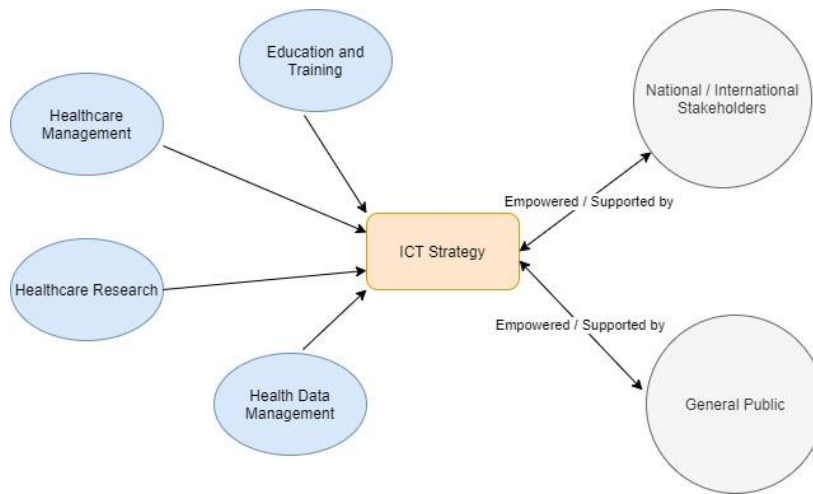 Education and
Training
Healthcare
Management
National / International
Stakeholders
Empowered / Supported by
ICT Strategy
Healthcare Research
Empowered / Supported by
Health Data
Management
General Public